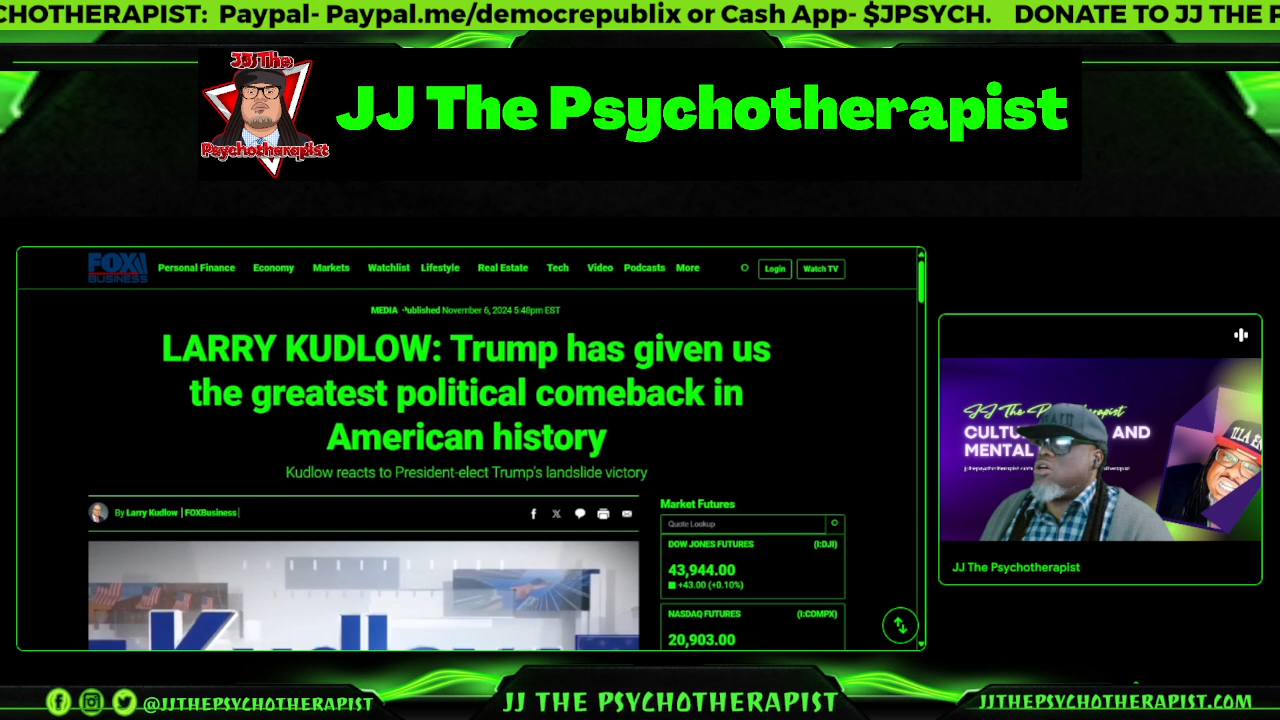 CHOTHERAPIST: Paypal- Paypal.me/democrepublix or Cash App- $JPSYCH. DONATE TO JJ THE
JJ The
Psychotherapist
JJ The Psychotherapist
FOX
BUSINESS
Personal Finance Economy Markets Watchlist Lifestyle Real Estate Tech Video Podcasts More Login Watch TV
MEDIA ·Published November 6, 2024 5:48pm EST
LARRY KUDLOW: Trump has given us
the greatest political comeback in
American history
Kudlow reacts to President-elect Trump's landslide victory
By Larry Kudlow | FOXBusiness |
Market Futures
Quote Lookup
DOW JONES FUTURES (I:DJI)
43,944.00
+43.00 (+0.10%)
NASDAQ FUTURES (I:COMPX)
20,903.00
Kudlow
JJ The
AND
MENTAL
JJ The Psychotherapist
@JJTHEPSYCHOTHERAPIST
JJ THE PSYCHOTHERAPIST
JJTHEPSYCHOTHERAPIST.COM